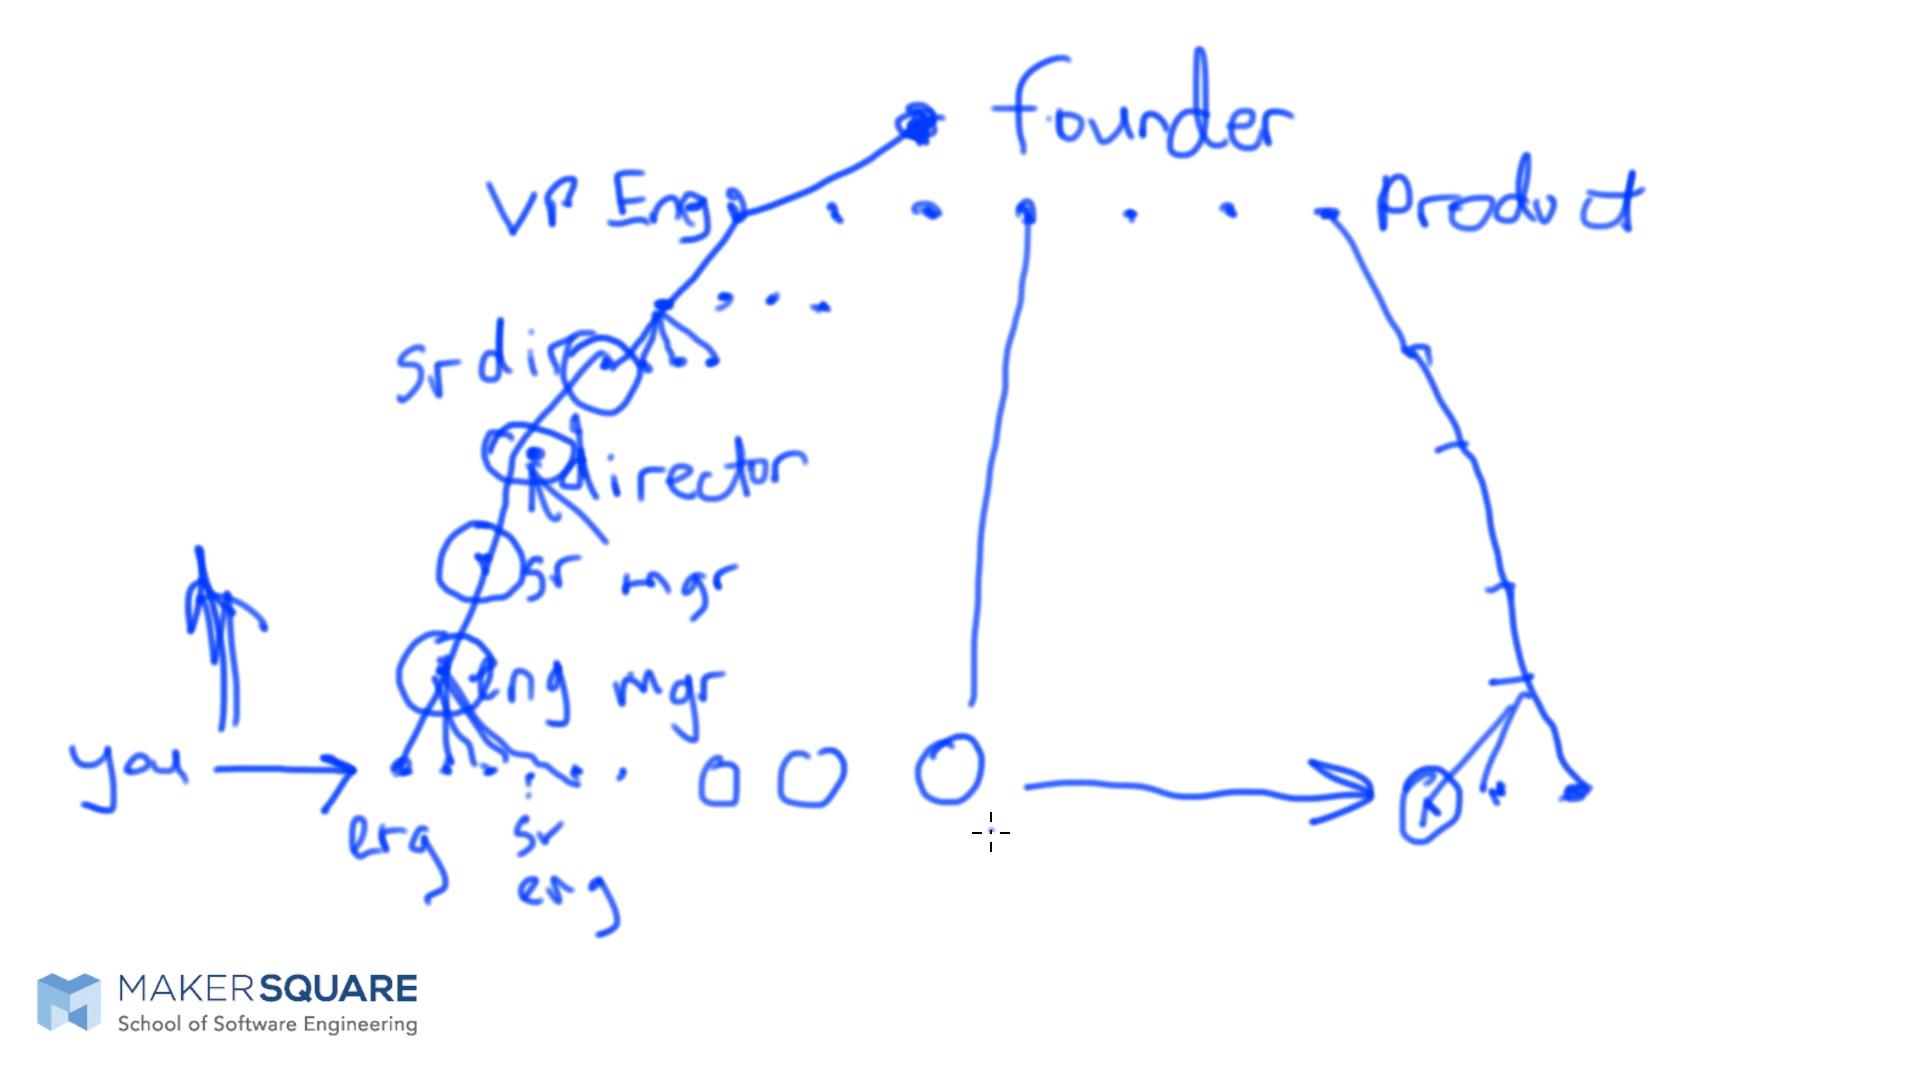 founder
VP Eng
Product
sr dir
director
sr mgr
eng mgr
you
eng
sr
eng
MAKERSQUARE
School of Software Engineering